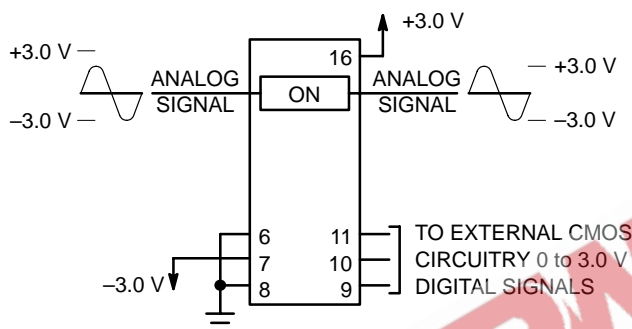 +3.0 V
16
+3.0 V
ANALOG
SIGNAL
ON
ANALOG
SIGNAL
+3.0 V
–3.0 V
–3.0 V
6
7
8
–3.0 V
11
10
9
TO EXTERNAL CMOS
CIRCUITRY 0 to 3.0 V
DIGITAL SIGNALS